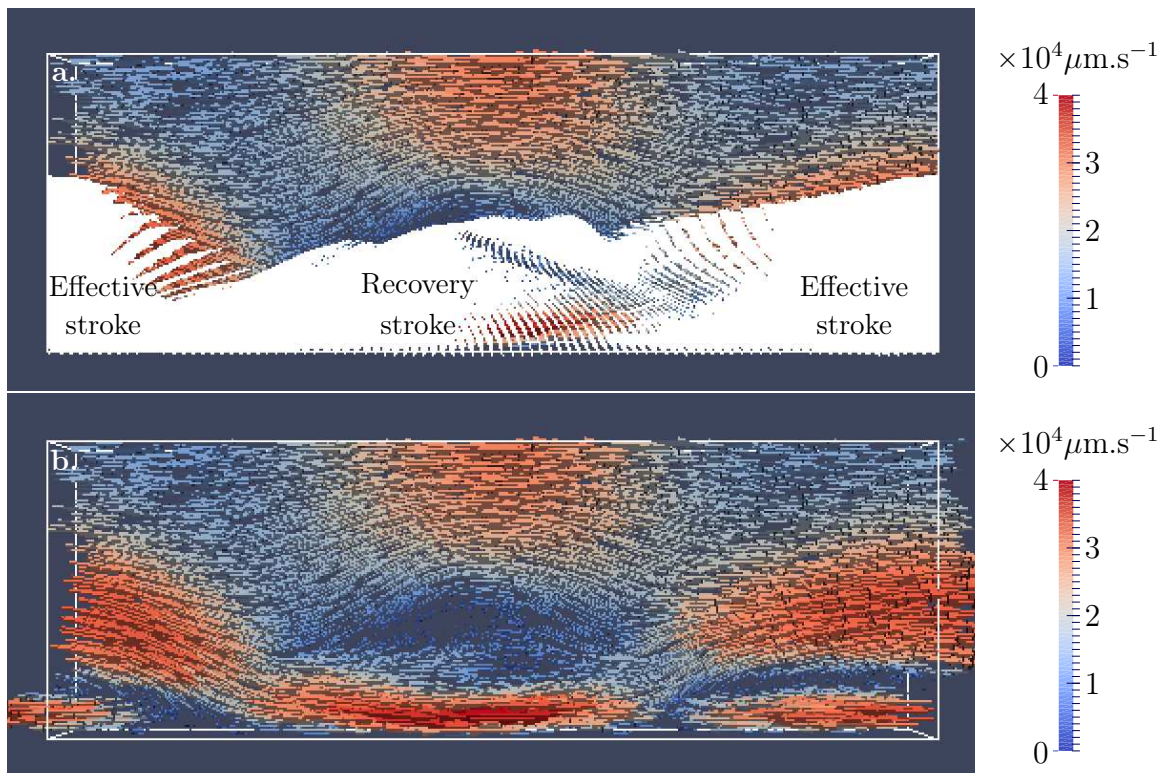 a.
×10⁴μm.s⁻¹
4
3
2
1
0
Effective
stroke
Recovery
stroke
Effective
stroke
b.
×10⁴μm.s⁻¹
4
3
2
1
0